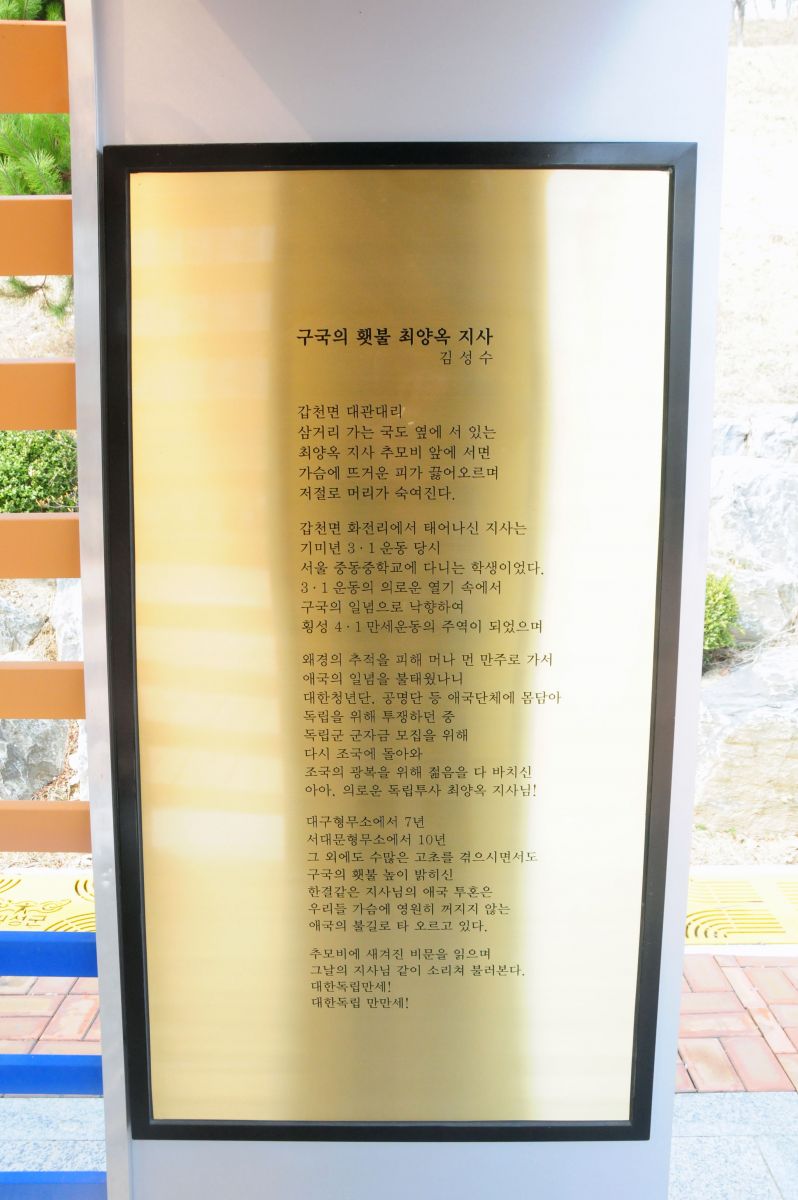 구국의 횃불 최양옥 지사
김 성 수
갑천면 대관대리
삼거리 가는 국도 옆에 서 있는
최양옥 지사 추모비 앞에 서면
가슴에 뜨거운 피가 끓어오르며
저절로 머리가 숙여진다.
갑천면 화전리에서 태어나신 지사는
기미년 3·1운동 당시
서울 중동중학교에 다니는 학생이었다.
3·1운동의 의로운 열기 속에서
구국의 일념으로 낙향하여
횡성 4·1만세운동의 주역이 되었으며
왜경의 추적을 피해 머나 먼 만주로 가서
애국의 일념을 불태웠나니
대한청년단, 공명단 등 애국단체에 몸담아
독립을 위해 투쟁하던 중
독립군 군자금 모집을 위해
다시 조국에 돌아와
조국의 광복을 위해 젊음을 다 바치신
아아, 의로운 독립투사 최양옥 지사님!
대구형무소에서 7년
서대문형무소에서 10년
그 외에도 수많은 고초를 겪으시면서도
구국의 횃불 높이 밝히신
한결같은 지사님의 애국 투혼은
우리들 가슴에 영원히 꺼지지 않는
애국의 불길로 타 오르고 있다.
추모비에 새겨진 비문을 읽으며
그날의 지사님 같이 소리쳐 불러본다.
대한독립만세!
대한독립 만만세!